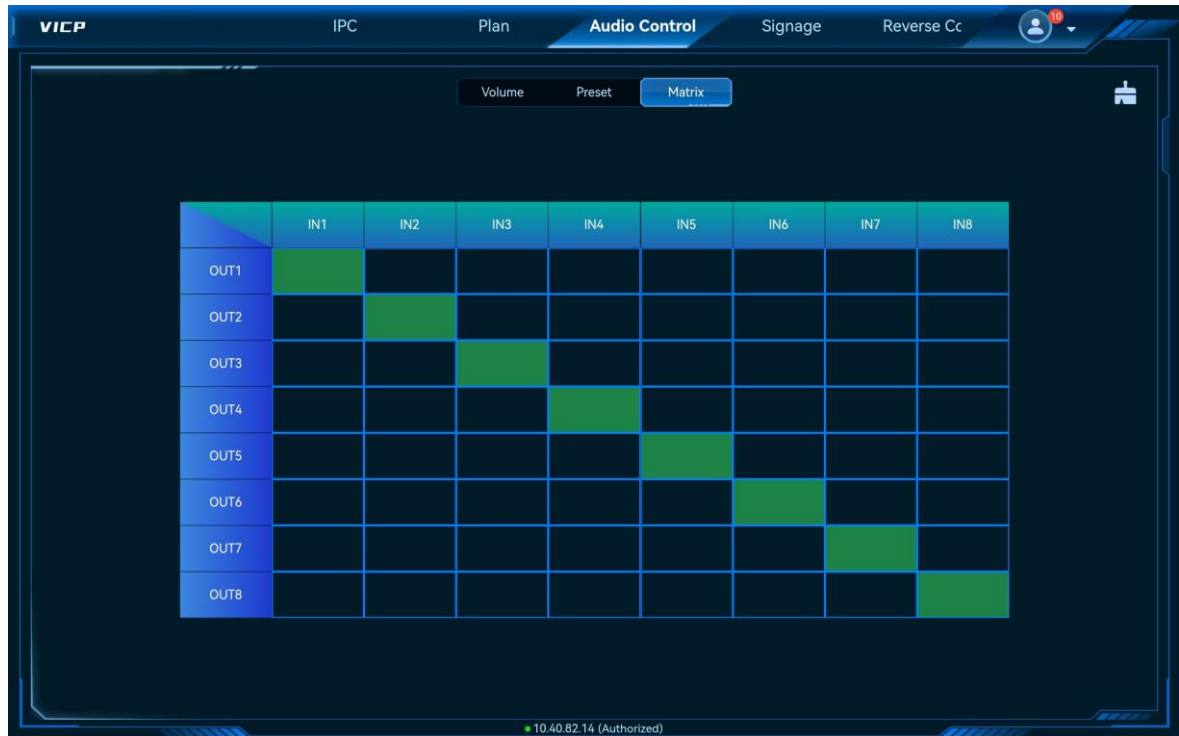 VICP IPC Plan Audio Control Signage Reverse Cc 10
Volume Preset Matrix
IN1 IN2 IN3 IN4 IN5 IN6 IN7 IN8
OUT1
OUT2
OUT3
OUT4
OUT5
OUT6
OUT7
OUT8
10.40.82.14 (Authorized)